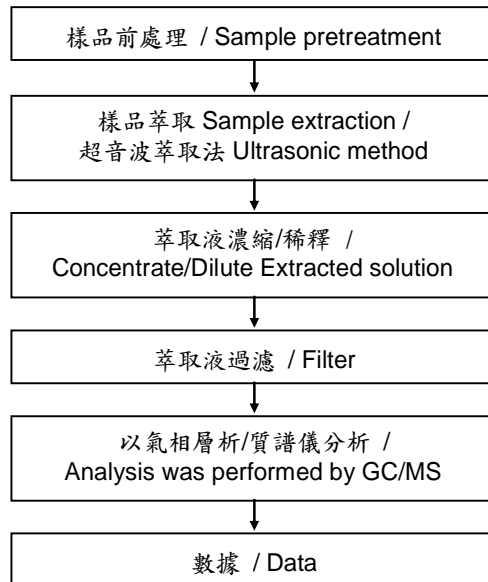 樣品前處理 / Sample pretreatment
樣品萃取 Sample extraction /
超音波萃取法 Ultrasonic method
萃取液濃縮/稀釋 /
Concentrate/Dilute Extracted solution
萃取液過濾 / Filter
以氣相層析/質譜儀分析 /
Analysis was performed by GC/MS
數據 / Data